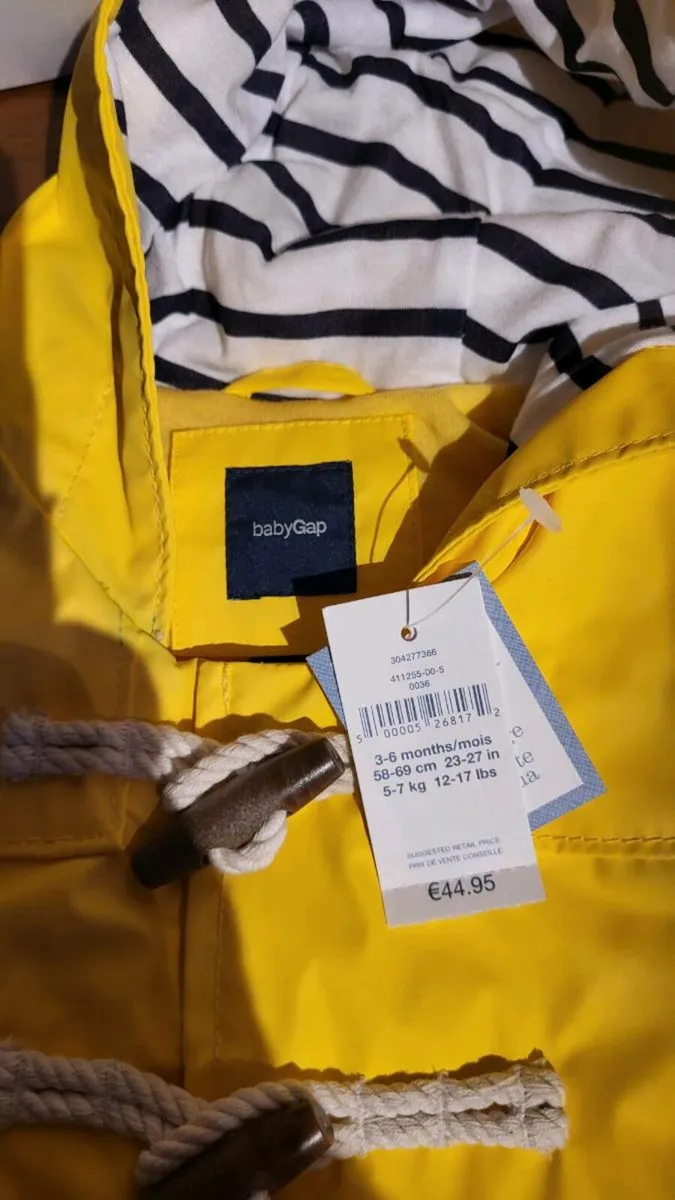 babyGap
304277366
411255-00-5
0036
5 00005 26817 2
3-6 months/mois
58-69 cm 23-27 in
5-7 kg 12-17 lbs
SUGGESTED RETAIL PRICE
PRIX DE VENTE CONSEILLE
€44.95